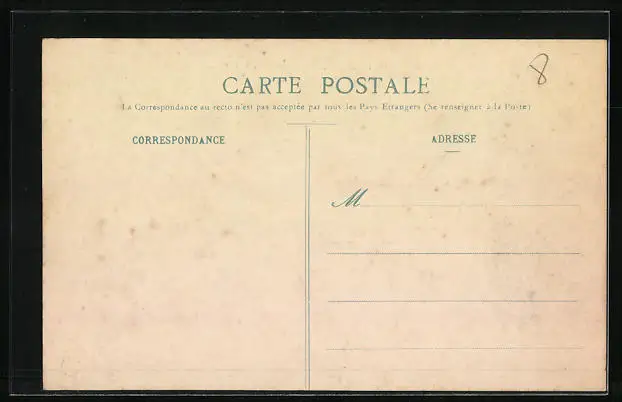 8
CARTE POSTALE
La Correspondance au recto n'est pas acceptée par tous les Pays Etrangers (Se renseigner à la Poste)
CORRESPONDANCE
ADRESSE
M